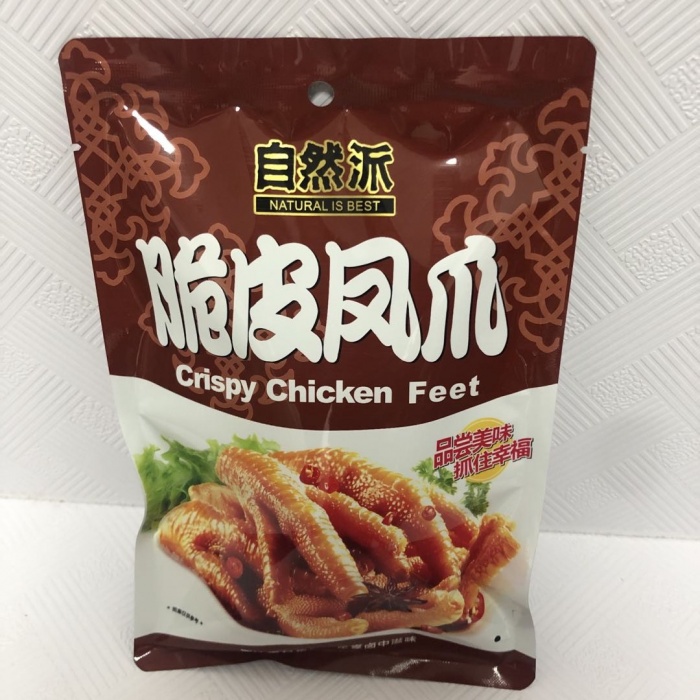 自然派
NATURAL IS BEST
脆皮凤爪
Crispy Chicken Feet
品尝美味
抓住幸福